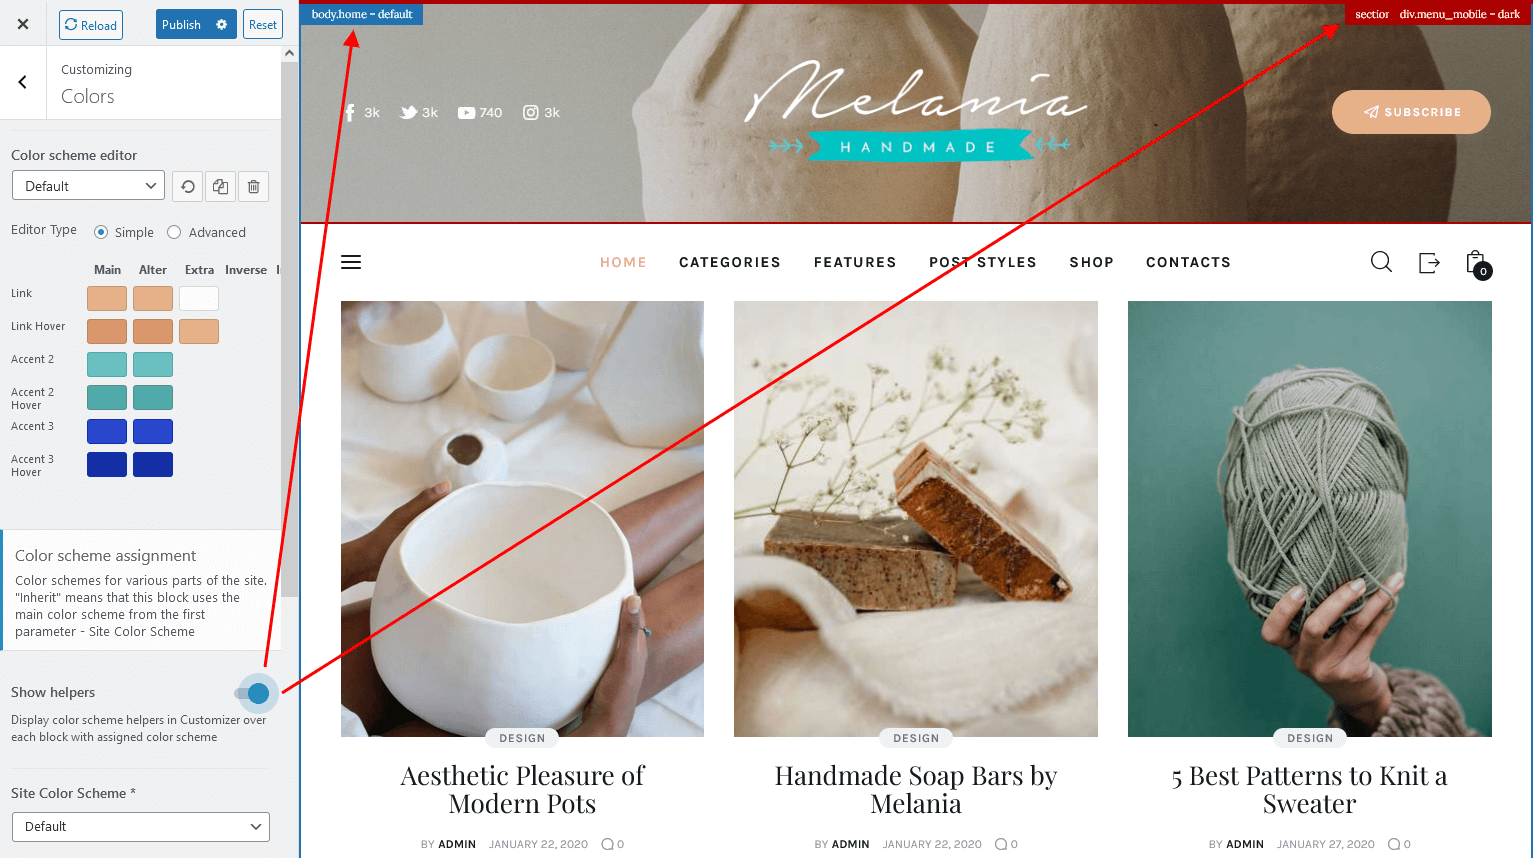 Reload
Publish
Reset
Customizing
Colors
Color scheme editor
Default
Editor Type
Simple
Advanced
Main Alter Extra Inverse
Link
Link Hover
Accent 2
Accent 2
Hover
Accent 3
Accent 3
Hover
Color scheme assignment
Color schemes for various parts of the site.
"Inherit" means that this block uses the
main color scheme from the first
parameter - Site Color Scheme
Show helpers
Display color scheme helpers in Customizer over
each block with assigned color scheme
Site Color Scheme *
Default
body.home - default
section
div.menu_mobile - dark
3k
3k
740
3k
Melania
HANDMADE
SUBSCRIBE
HOME CATEGORIES FEATURES POST STYLES SHOP CONTACTS
0
DESIGN
Aesthetic Pleasure of
Modern Pots
BY ADMIN JANUARY 22, 2020 0
DESIGN
Handmade Soap Bars by
Melania
BY ADMIN JANUARY 22, 2020 0
DESIGN
5 Best Patterns to Knit a
Sweater
BY ADMIN JANUARY 27, 2020 0